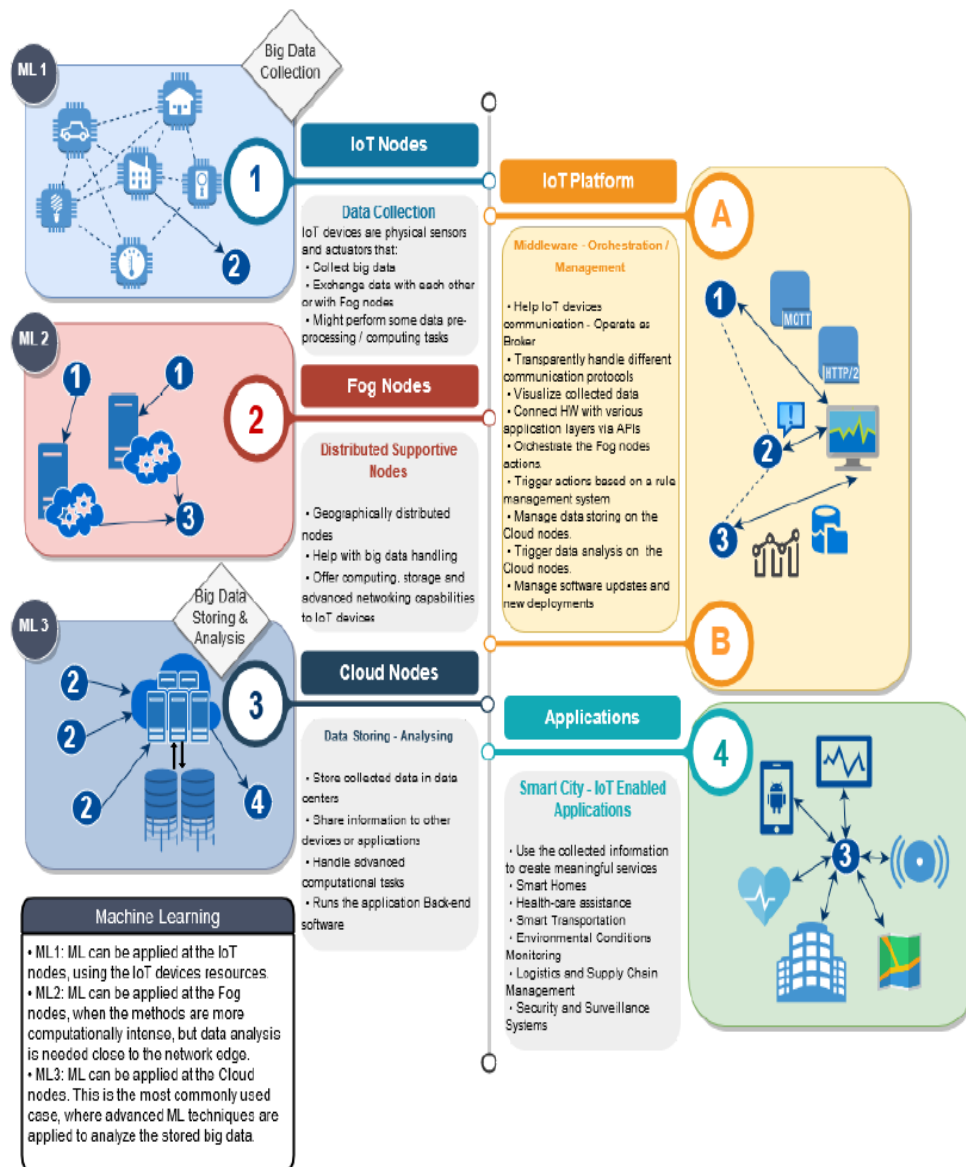 ML 1
Big Data
Collection
1
2
IoT Nodes
Data Collection
IoT devices are physical sensors
and actuators that:
• Collect big data
• Exchange data with each other
or with Fog nodes
• Might perform some data pre-
processing / computing tasks
ML 2
1
1
3
2
Fog Nodes
Distributed Supportive
Nodes
• Geographically distributed
nodes
• Help with big data handling
• Offer computing, storage and
advanced networking capabilities
to IoT devices
ML 3
Big Data
Storing &
Analysis
2
2
2
4
3
Cloud Nodes
Data Storing - Analysing
• Store collected data in data
centers
• Share information to other
devices or applications
• Handle advanced
computational tasks
• Runs the application Back-end
software
IoT Platform
A
Middleware - Orchestration /
Management
• Help IoT devices
communication - Operate as
Broker
• Transparently handle different
communication protocols
• Visualize collected data
• Connect HW with various
application layers via APIs
• Orchestrate the Fog nodes
actions.
• Trigger actions based on a rule
management system
• Manage data storing on the
Cloud nodes.
• Trigger data analysis on the
Cloud nodes.
• Manage software updates and
new deployments
1
MQTT
HTTP/2
2
3
B
Applications
4
Smart City - IoT Enabled
Applications
• Use the collected information
to create meaningful services
• Smart Homes
• Health-care assistance
• Smart Transportation
• Environmental Conditions
Monitoring
• Logistics and Supply Chain
Management
• Security and Surveillance
Systems
3
Machine Learning
• ML1: ML can be applied at the IoT
nodes, using the IoT devices resources.
• ML2: ML can be applied at the Fog
nodes, when the methods are more
computationally intense, but data analysis
is needed close to the network edge.
• ML3: ML can be applied at the Cloud
nodes. This is the most commonly used
case, where advanced ML techniques are
applied to analyze the stored big data.